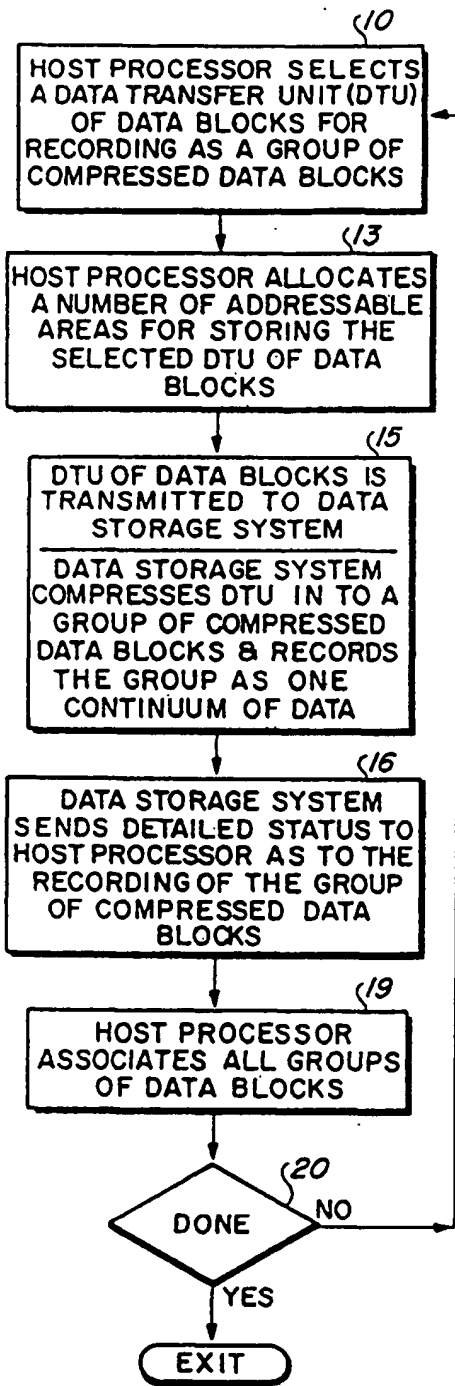 10
HOST PROCESSOR SELECTS
A DATA TRANSFER UNIT (DTU)
OF DATA BLOCKS FOR
RECORDING AS A GROUP OF
COMPRESSED DATA BLOCKS
13
HOST PROCESSOR ALLOCATES
A NUMBER OF ADDRESSABLE
AREAS FOR STORING THE
SELECTED DTU OF DATA
BLOCKS
15
DTU OF DATA BLOCKS IS
TRANSMITTED TO DATA
STORAGE SYSTEM
DATA STORAGE SYSTEM
COMPRESSES DTU IN TO A
GROUP OF COMPRESSED
DATA BLOCKS & RECORDS
THE GROUP AS ONE
CONTINUUM OF DATA
16
DATA STORAGE SYSTEM
SENDS DETAILED STATUS TO
HOST PROCESSOR AS TO THE
RECORDING OF THE GROUP
OF COMPRESSED DATA
BLOCKS
19
HOST PROCESSOR
ASSOCIATES ALL GROUPS
OF DATA BLOCKS
20
DONE
NO
YES
EXIT